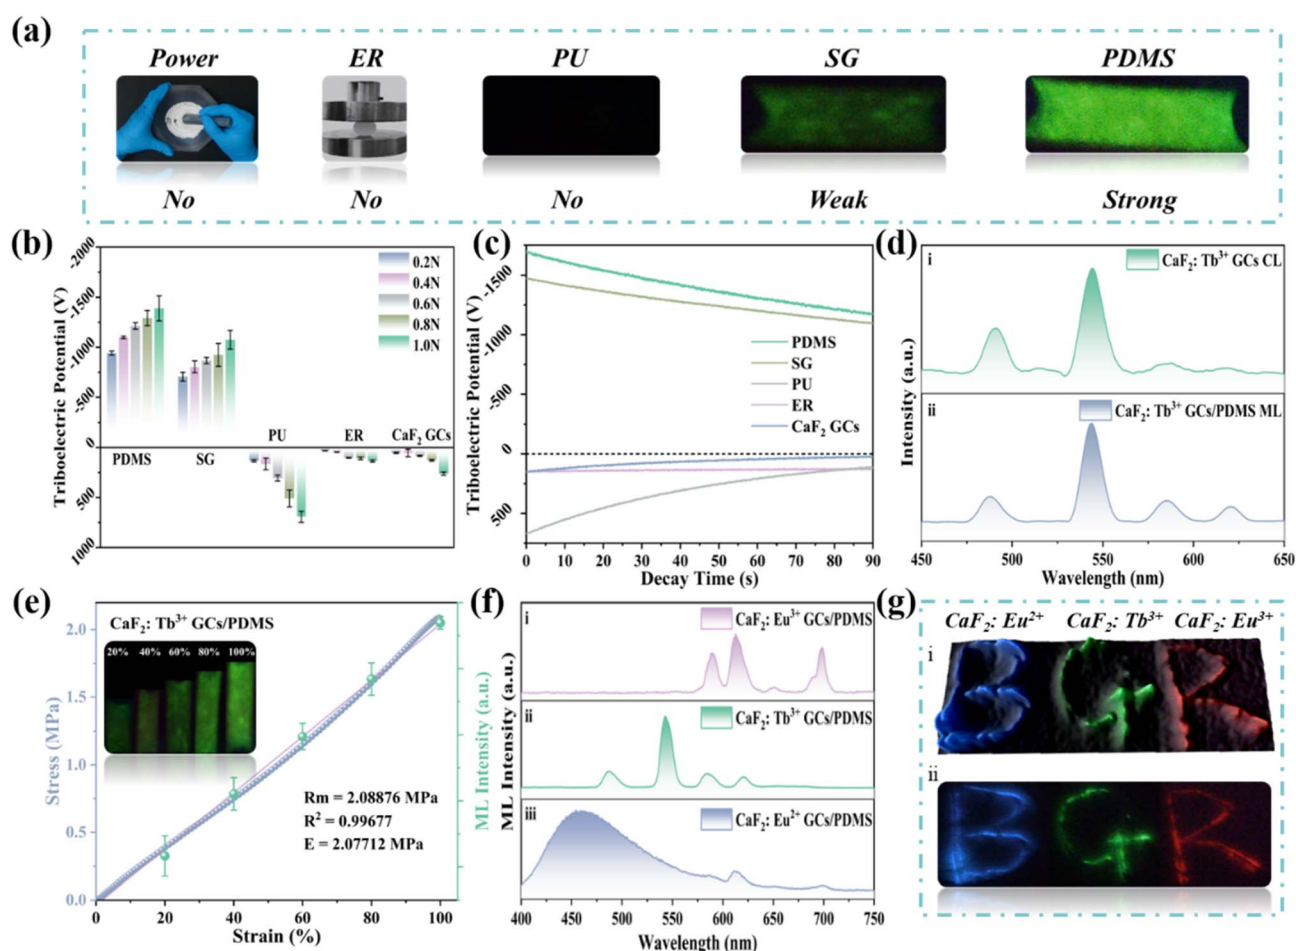 (a)
Power ER PU SG PDMS
No No No Weak Strong
(b)
Triboelectric Potential (V)
-2000
-1500
-1000
-500
0
500
1000
0.2N
0.4N
0.6N
0.8N
1.0N
PU ER CaF₂ GCs
PDMS SG
(c)
Triboelectric Potential (V)
-1500
-1000
-500
0
500
PDMS
SG
PU
ER
CaF₂ GCs
0 10 20 30 40 50 60 70 80 90
Decay Time (s)
(d)
Intensity (a.u.)
i
CaF₂: Tb³⁺ GCs CL
ii
CaF₂: Tb³⁺ GCs/PDMS ML
450 500 550 600 650
Wavelength (nm)
(e)
Stress (MPa)
2.0
1.5
1.0
0.5
0.0
CaF₂: Tb³⁺ GCs/PDMS
20% 40% 60% 80% 100%
Rm = 2.08876 MPa
R² = 0.99677
E = 2.07712 MPa
0 20 40 60 80 100
Strain (%)
ML Intensity (a.u.)
(f)
ML Intensity (a.u.)
i
CaF₂: Eu³⁺ GCs/PDMS
ii
CaF₂: Tb³⁺ GCs/PDMS
iii
CaF₂: Eu²⁺ GCs/PDMS
400 450 500 550 600 650 700 750
Wavelength (nm)
(g)
CaF₂: Eu²⁺ CaF₂: Tb³⁺ CaF₂: Eu³⁺
i
B G R
ii
B G R